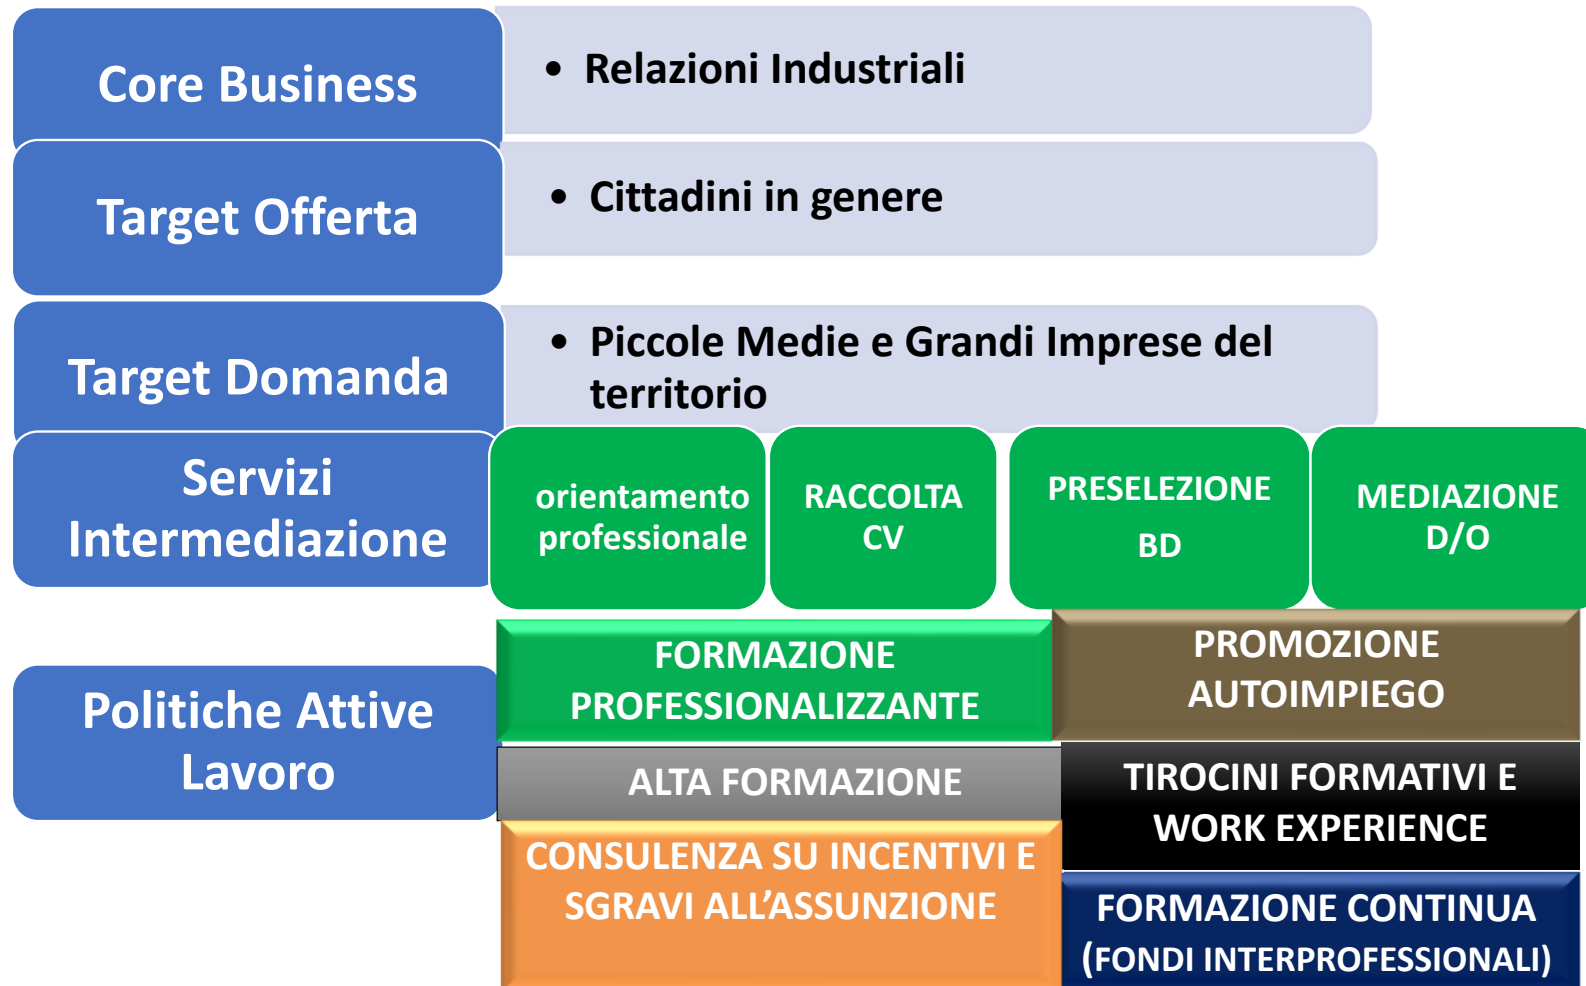 Core Business
• Relazioni Industriali
Target Offerta
• Cittadini in genere
Target Domanda
• Piccole Medie e Grandi Imprese del
territorio
Servizi
Intermediazione
orientamento
professionale
RACCOLTA
CV
PRESELEZIONE
BD
MEDIAZIONE
D/O
Politiche Attive
Lavoro
FORMAZIONE
PROFESSIONALIZZANTE
PROMOZIONE
AUTOIMPIEGO
ALTA FORMAZIONE
TIROCINI FORMATIVI E
WORK EXPERIENCE
CONSULENZA SU INCENTIVI E
SGRAVI ALL’ASSUNZIONE
FORMAZIONE CONTINUA
(FONDI INTERPROFESSIONALI)